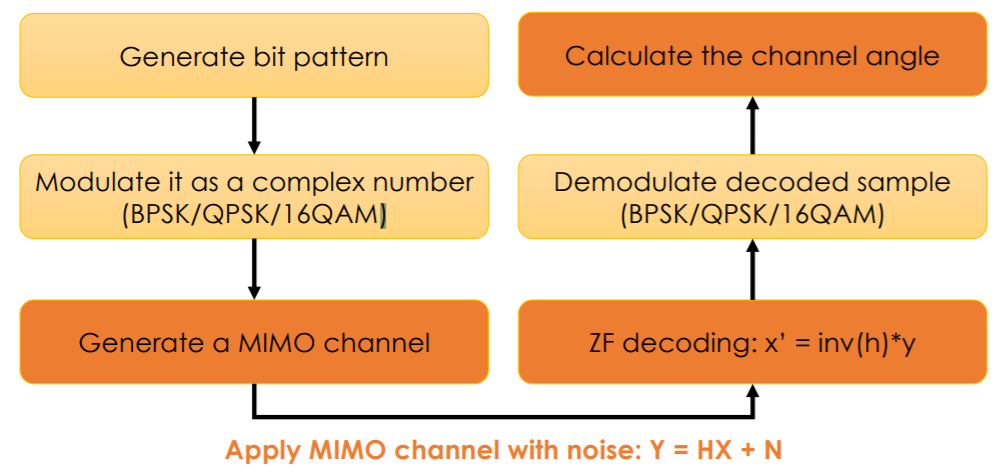 Generate bit pattern
Modulate it as a complex number
(BPSK/QPSK/16QAM)
Generate a MIMO channel
Apply MIMO channel with noise: Y = HX + N
ZF decoding: x’ = inv(h)*y
Demodulate decoded sample
(BPSK/QPSK/16QAM)
Calculate the channel angle